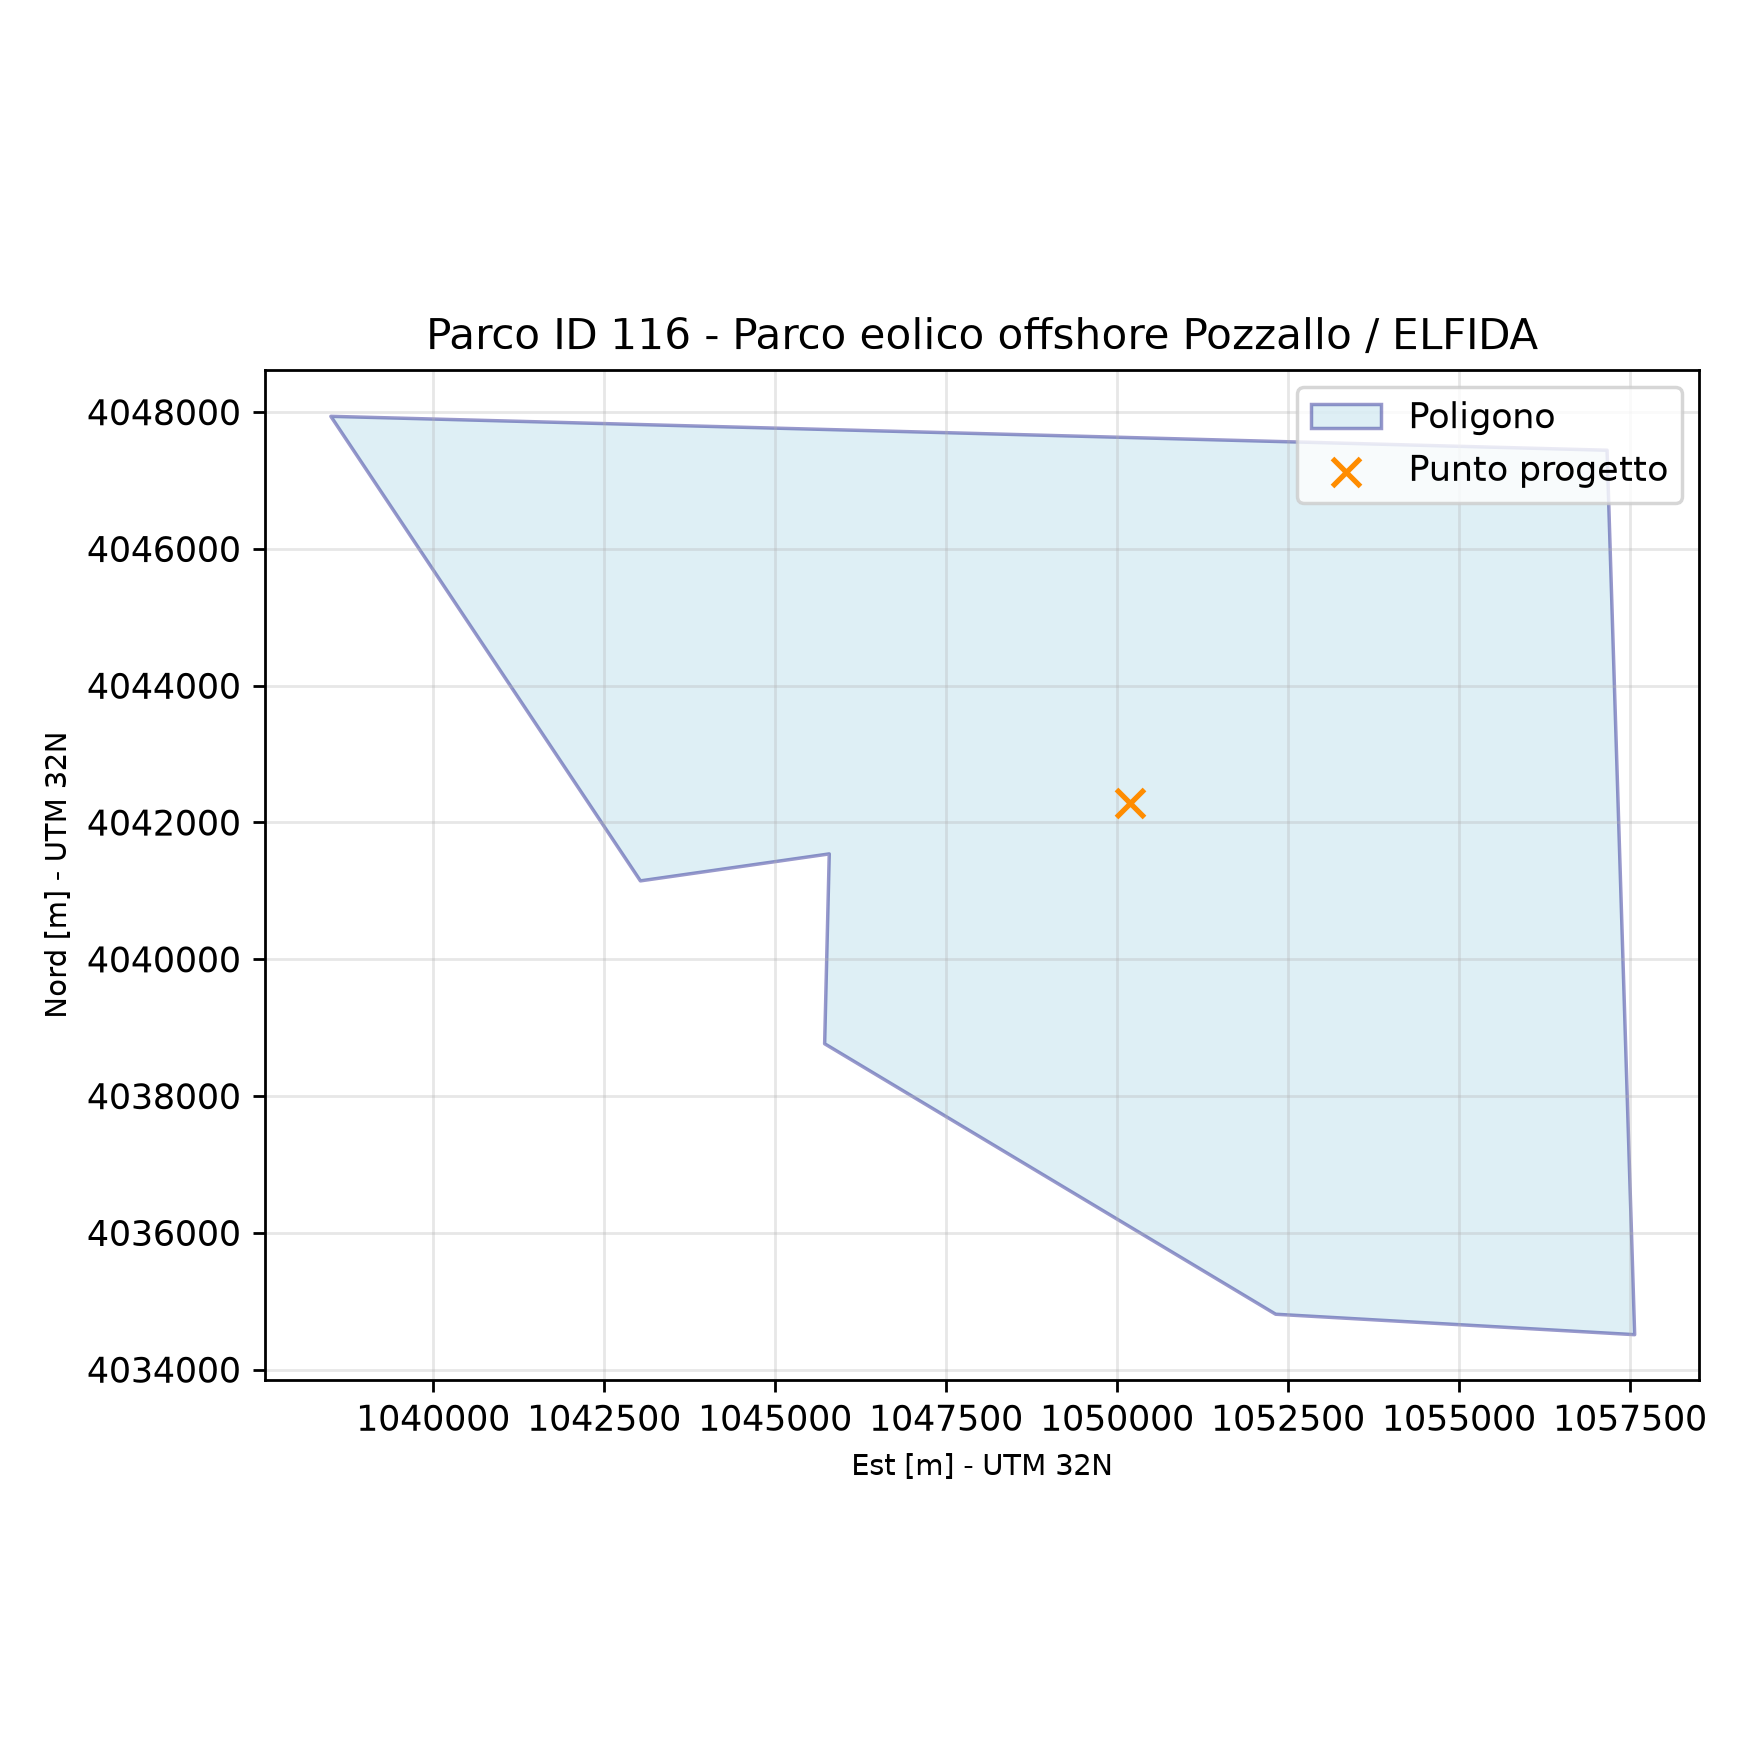 Parco ID 116 - Parco eolico offshore Pozzallo / ELFIDA
Poligono
Punto progetto
4048000
4046000
4044000
4042000
4040000
4038000
4036000
4034000
Nord [m] - UTM 32N
1040000 1042500 1045000 1047500 1050000 1052500 1055000 1057500
Est [m] - UTM 32N